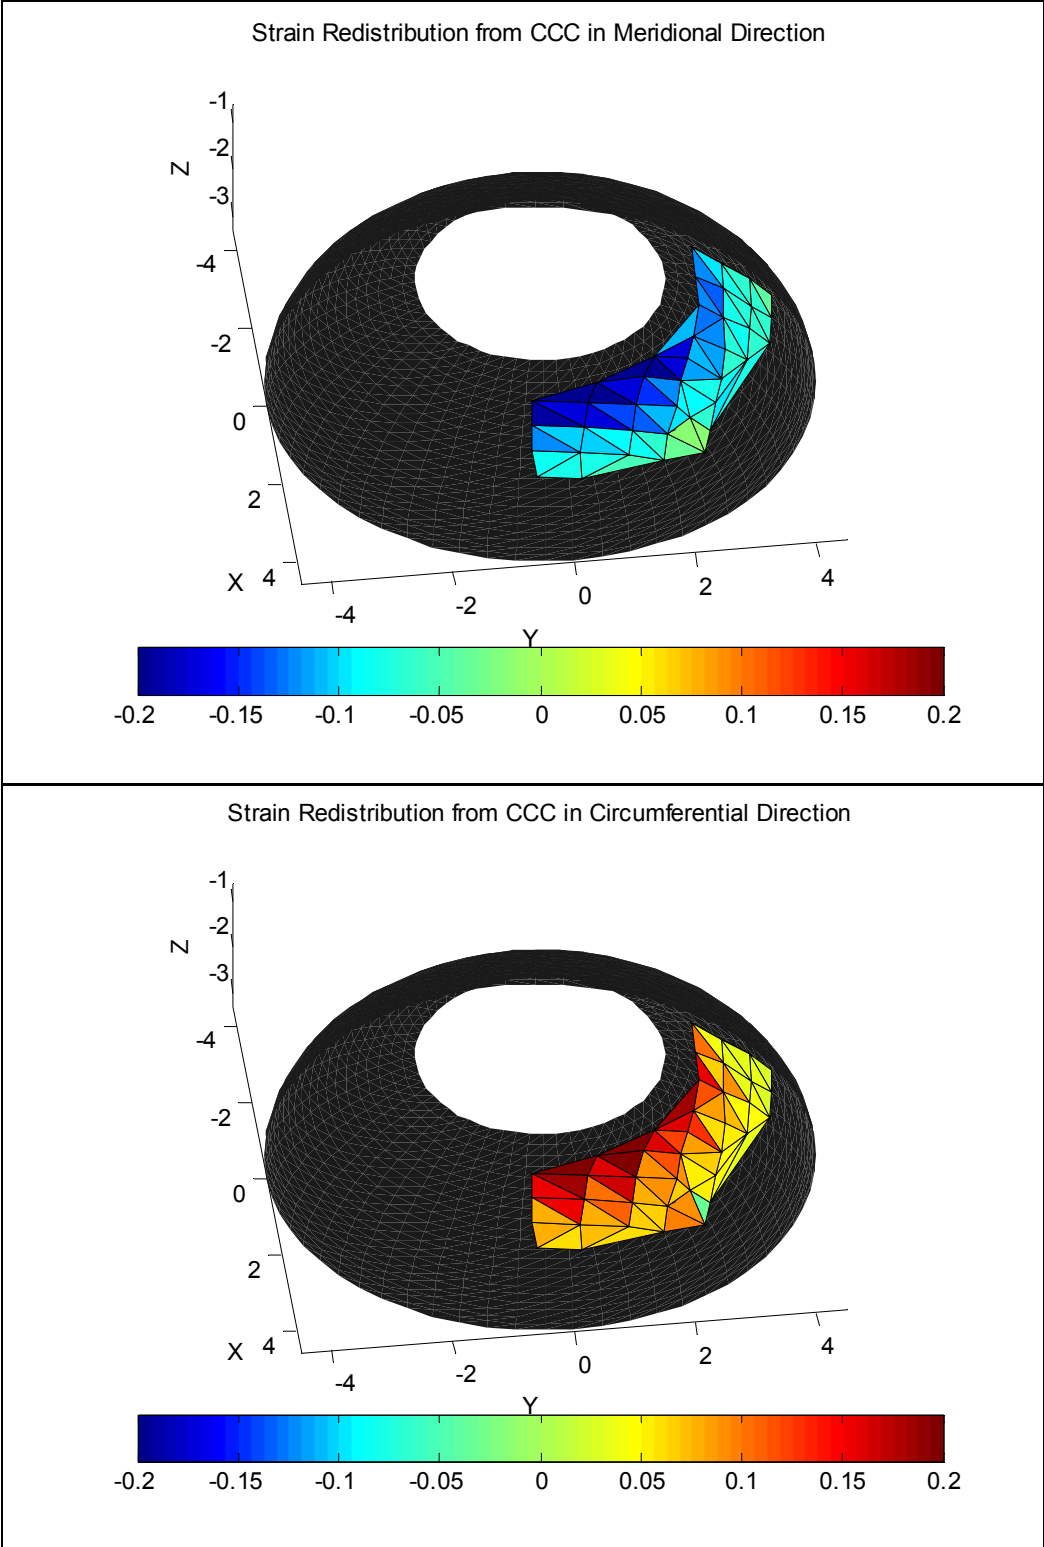 Strain Redistribution from CCC in Meridional Direction
-1
-2
-3
Z
-4
-2
0
2
4
X
-4
-2
0
2
4
Y
-0.2 -0.15 -0.1 -0.05 0 0.05 0.1 0.15 0.2
Strain Redistribution from CCC in Circumferential Direction
-1
-2
-3
Z
-4
-2
0
2
4
X
-4
-2
0
2
4
Y
-0.2 -0.15 -0.1 -0.05 0 0.05 0.1 0.15 0.2